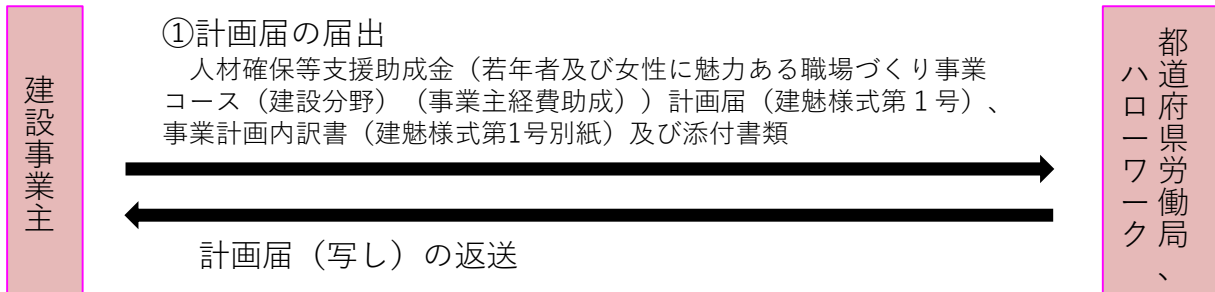 建設事業主
①計画届の届出
人材確保等支援助成金（若年者及び女性に魅力ある職場づくり事業
コース（建設分野）（事業主経費助成））計画届（建魅様式第１号）、
事業計画内訳書（建魅様式第1号別紙）及び添付書類
計画届（写し）の返送
都道府県労働局、
ハローワーク